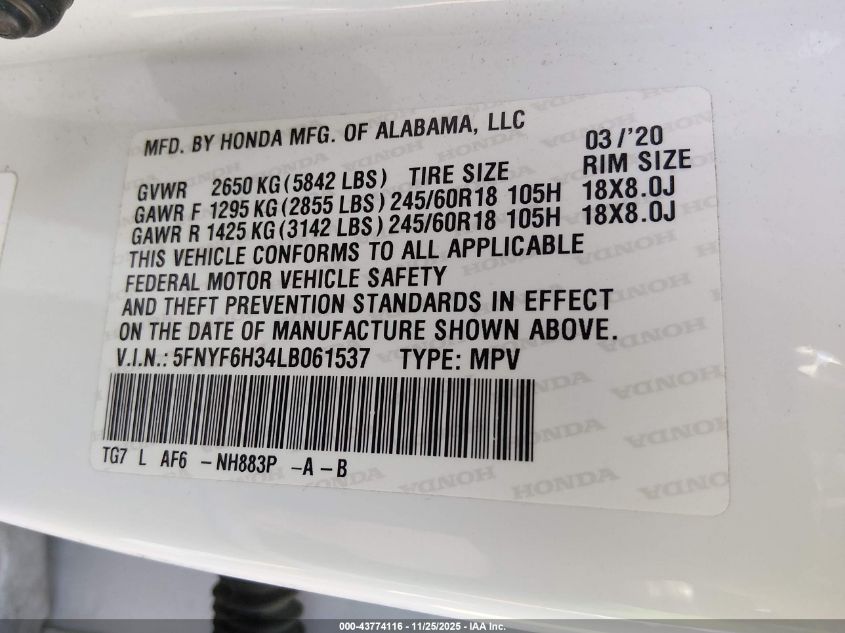 MFD. BY HONDA MFG. OF ALABAMA, LLC 03/'20
GVWR 2650 KG (5842 LBS) TIRE SIZE RIM SIZE
GAWR F 1295 KG (2855 LBS) 245/60R18 105H 18X8.0J
GAWR R 1425 KG (3142 LBS) 245/60R18 105H 18X8.0J
THIS VEHICLE CONFORMS TO ALL APPLICABLE
FEDERAL MOTOR VEHICLE SAFETY
AND THEFT PREVENTION STANDARDS IN EFFECT
ON THE DATE OF MANUFACTURE SHOWN ABOVE.
V.I.N.: 5FNYF6H34LB061537 TYPE: MPV
TG7 L AF6 -NH883P -A -B
HONDA HONDA HONDA
000-43774116 - 11/25/2025 - IAA Inc.